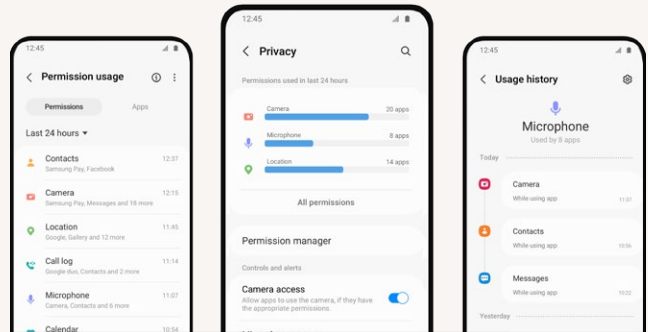 12:45
Permission usage
Permissions
Apps
Last 24 hours
Contacts
12:37
Samsung Pay, Facebook
Camera
12:15
Samsung Pay, Messages and 18 more
Location
11:45
Google, Gallery and 12 more
Call log
11:14
Google duo, Contacts and 2 more
Microphone
11:07
Camera, Contacts and 6 more
Calendar
10:54
12:45
Privacy
Permissions used in last 24 hours
Camera
20 apps
Microphone
8 apps
Location
14 apps
All permissions
Permission manager
Controls and alerts
Camera access
Allow apps to use the camera, if they have
the appropriate permissions.
12:45
Usage history
Microphone
Used by 8 apps
Today
Camera
While using app
11:07
Contacts
While using app
10:56
Messages
While using app
10:22
Yesterday